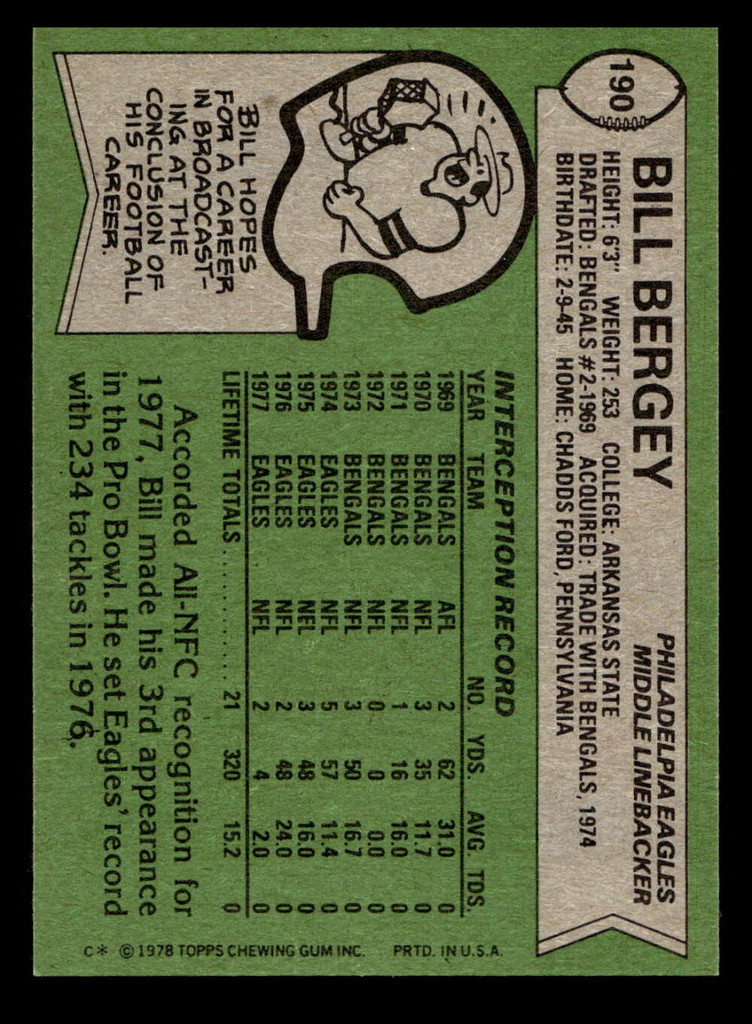 190
BILL BERGEY
PHILADELPIA EAGLES
MIDDLE LINEBACKER
HEIGHT: 6'3" WEIGHT: 253 COLLEGE: ARKANSAS STATE
DRAFTED: BENGALS #2-1969 ACQUIRED: TRADE WITH BENGALS, 1974
BIRTHDATE: 2-9-45 HOME: CHADDS FORD, PENNSYLVANIA
BILL HOPES
FOR A CAREER
IN BROADCAST-
ING AT THE
CONCLUSION OF
HIS FOOTBALL
CAREER.
INTERCEPTION RECORD
YEAR TEAM NO. YDS. AVG. TDS.
1969 BENGALS AFL 2 62 31.0 0
1970 BENGALS NFL 3 35 11.7 0
1971 BENGALS NFL 1 16 16.0 0
1972 BENGALS NFL 0 0 0.0 0
1973 BENGALS NFL 3 50 16.7 0
1974 EAGLES NFL 5 57 11.4 0
1975 EAGLES NFL 3 48 16.0 0
1976 EAGLES NFL 2 48 24.0 0
1977 EAGLES NFL 2 4 2.0 0
LIFETIME TOTALS.......... 21 320 15.2 0
Accorded All-NFC recognition for
1977, Bill made his 3rd appearance
in the Pro Bowl. He set Eagles' record
with 234 tackles in 1976.
C* © 1978 TOPPS CHEWING GUM INC. PRTD. IN U.S.A.